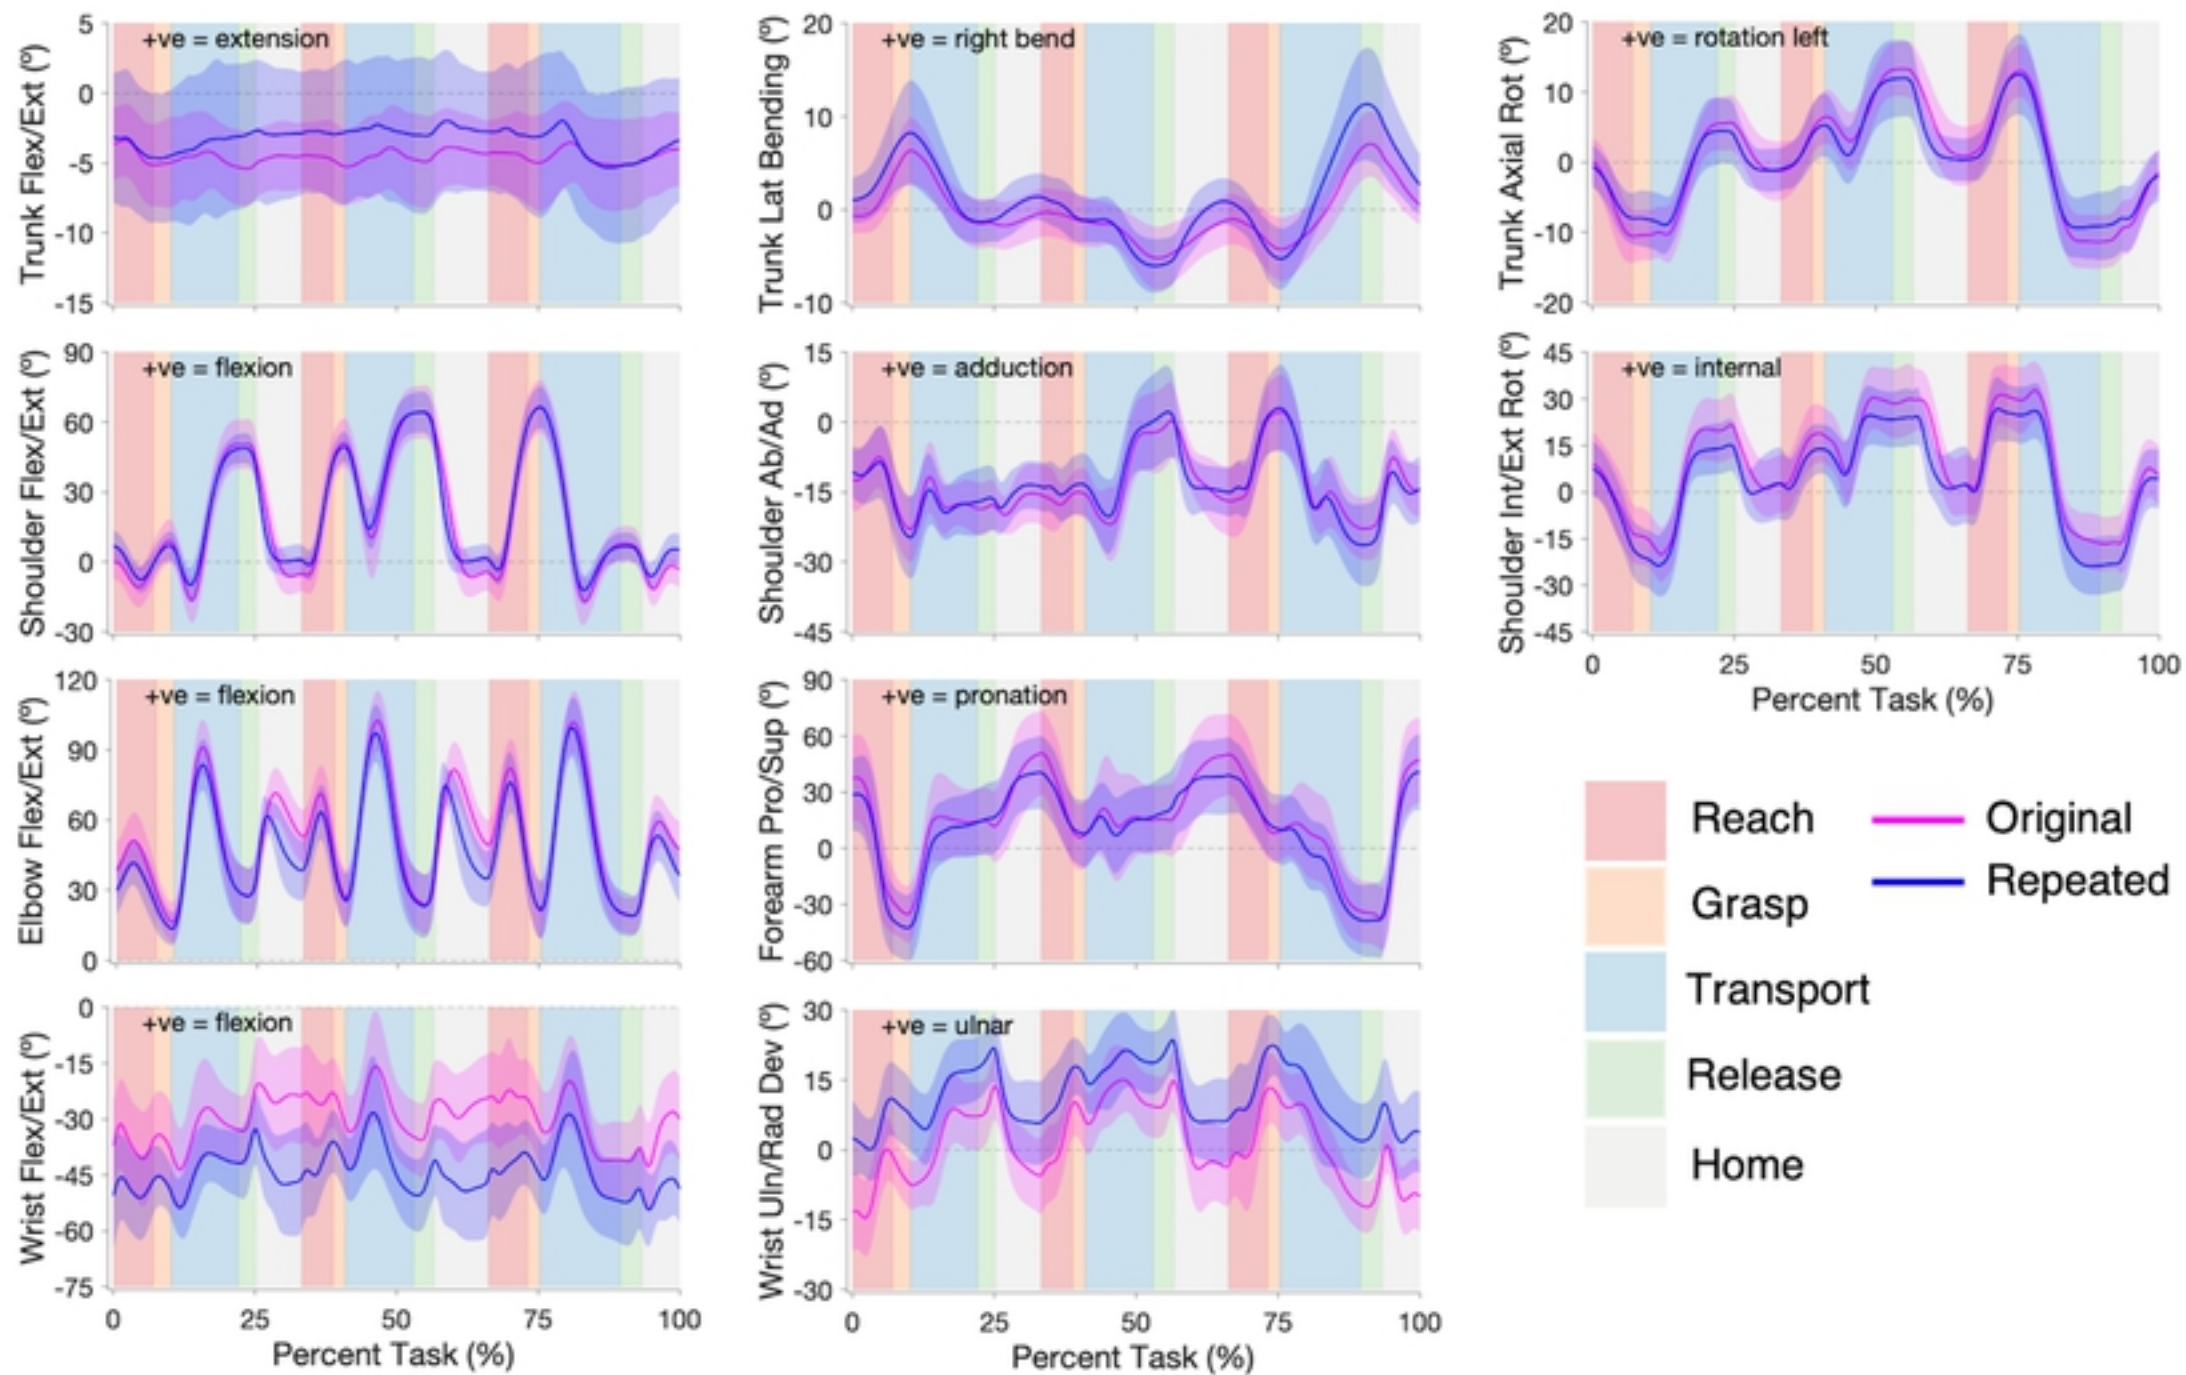 Trunk Flex/Ext (º)
5
0
-5
-10
-15
+ve = extension
Trunk Lat Bending (º)
20
10
0
-10
+ve = right bend
Trunk Axial Rot (º)
20
10
0
-10
-20
+ve = rotation left
Shoulder Flex/Ext (º)
90
60
30
0
-30
+ve = flexion
Shoulder Ab/Ad (º)
15
0
-15
-30
-45
+ve = adduction
Shoulder Int/Ext Rot (º)
45
30
15
0
-15
-30
-45
+ve = internal
0 25 50 75 100
Percent Task (%)
Elbow Flex/Ext (º)
120
90
60
30
0
+ve = flexion
Forearm Pro/Sup (º)
90
60
30
0
-30
-60
+ve = pronation
Wrist Flex/Ext (º)
0
-15
-30
-45
-60
-75
+ve = flexion
0 25 50 75 100
Percent Task (%)
Wrist Uln/Rad Dev (º)
30
15
0
-15
-30
+ve = ulnar
0 25 50 75 100
Percent Task (%)
Reach
Grasp
Transport
Release
Home
Original
Repeated